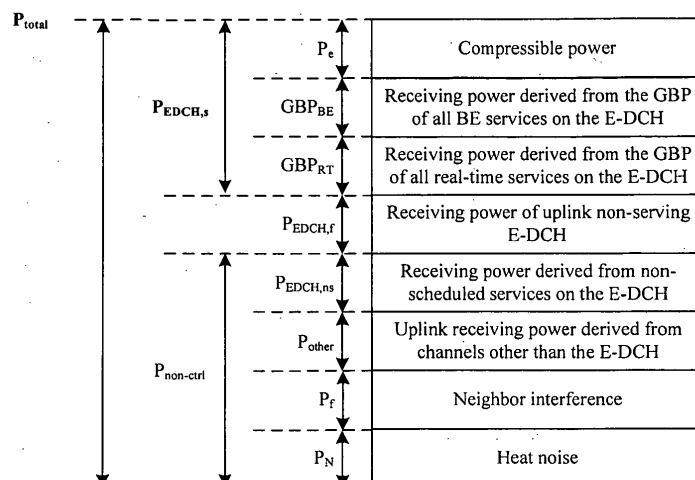 P_total
P_e
Compressible power
P_EDCH,s
GBP_BE
Receiving power derived from the GBP
of all BE services on the E-DCH
GBP_RT
Receiving power derived from the GBP
of all real-time services on the E-DCH
P_EDCH,f
Receiving power of uplink non-serving
E-DCH
P_EDCH,ns
Receiving power derived from non-
scheduled services on the E-DCH
P_non-ctrl
P_other
Uplink receiving power derived from
channels other than the E-DCH
P_f
Neighbor interference
P_N
Heat noise